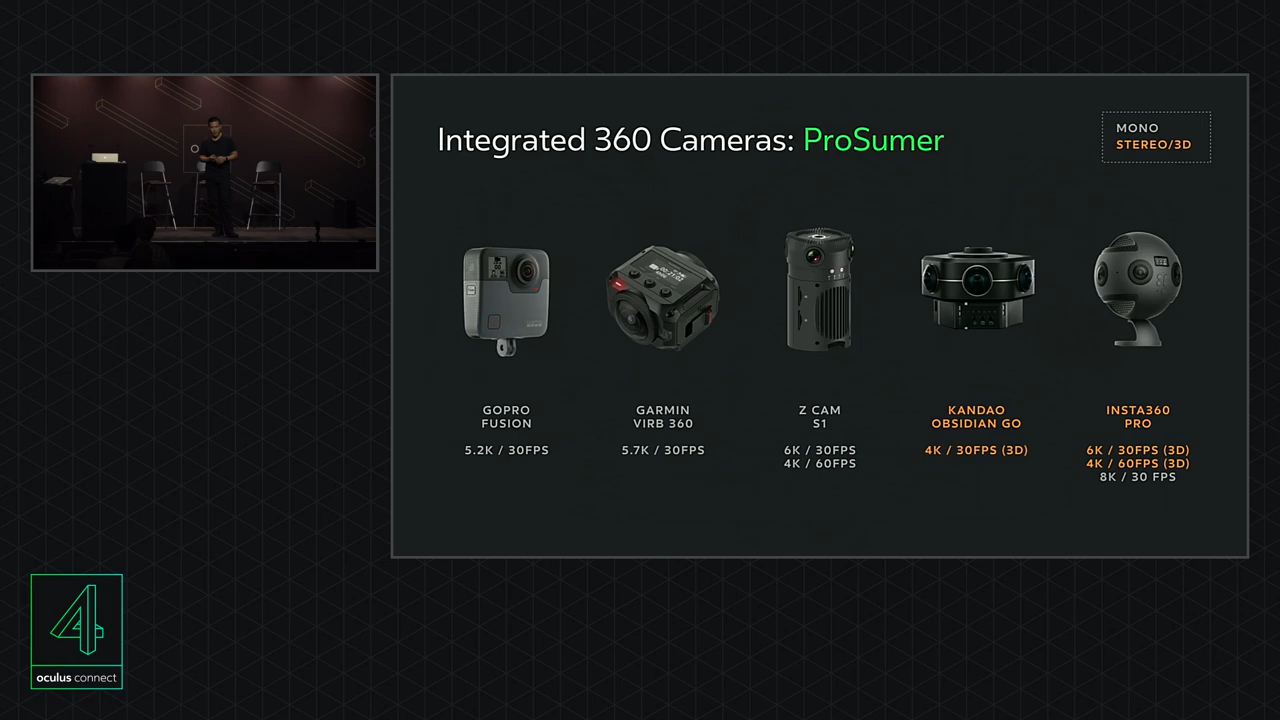 Integrated 360 Cameras: ProSumer
MONO
STEREO/3D
GOPRO
FUSION
5.2K / 30FPS
GARMIN
VIRB 360
5.7K / 30FPS
Z CAM
S1
6K / 30FPS
4K / 60FPS
KANDAO
OBSIDIAN GO
4K / 30FPS (3D)
INSTA360
PRO
6K / 30FPS (3D)
4K / 60FPS (3D)
8K / 30 FPS
4
oculus connect